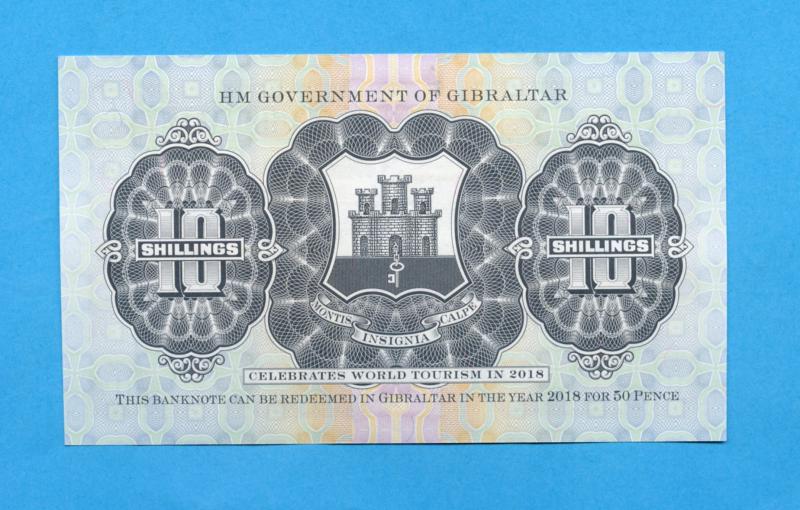 HM GOVERNMENT OF GIBRALTAR
10
SHILLINGS
10
SHILLINGS
MONTIS
INSIGNIA
CALPE
CELEBRATES WORLD TOURISM IN 2018
THIS BANKNOTE CAN BE REDEEMED IN GIBRALTAR IN THE YEAR 2018 FOR 50 PENCE